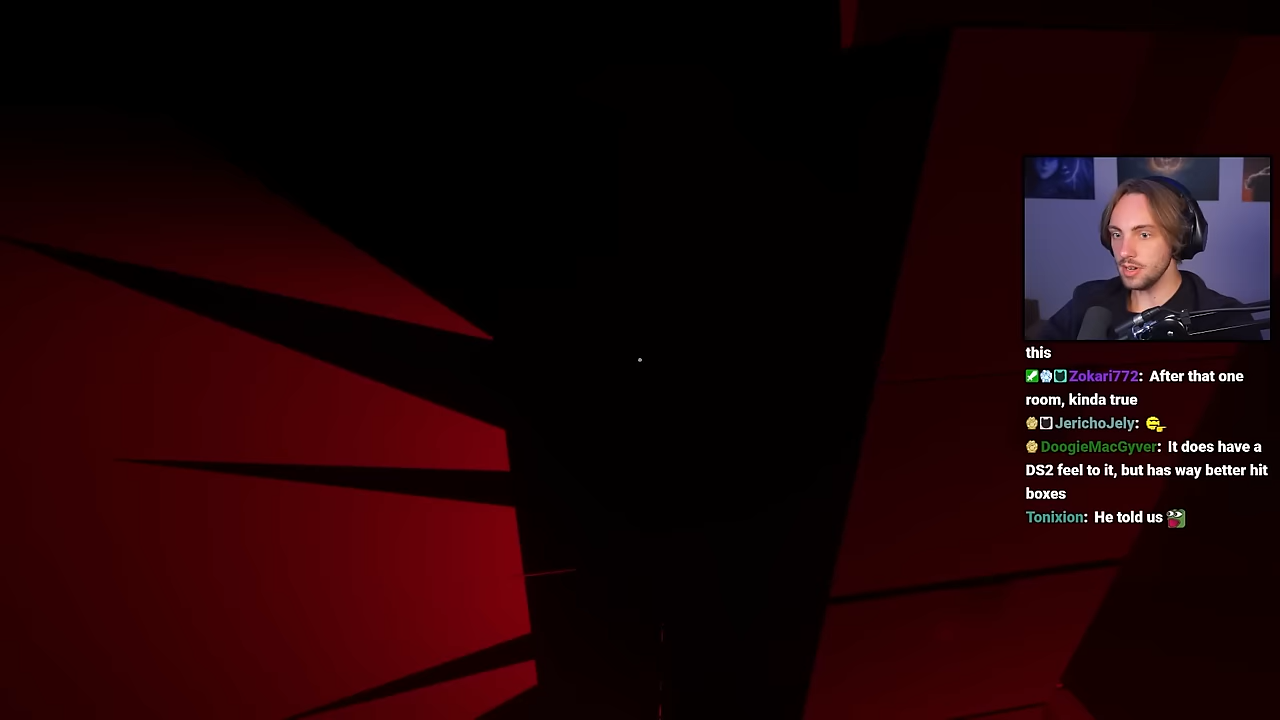 this
Zokari772: After that one
room, kinda true
JerichoJely:
DoogieMacGyver: It does have a
DS2 feel to it, but has way better hit
boxes
Tonixion: He told us